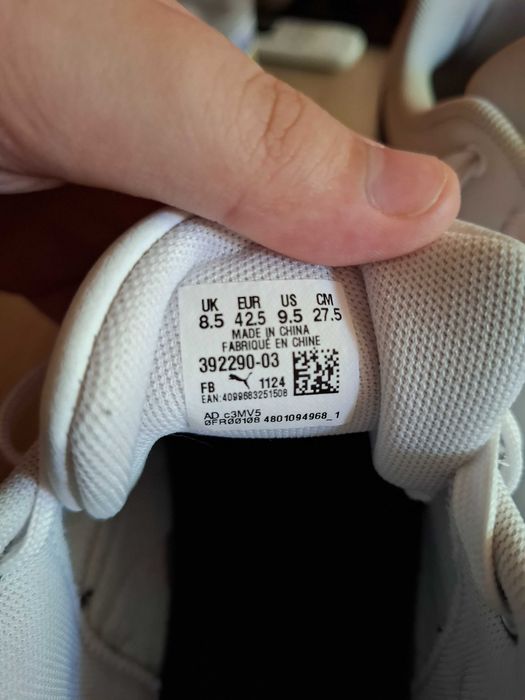 UK EUR US CM
8.5 42.5 9.5 27.5
MADE IN CHINA
FABRIQUÉ EN CHINE
392290-03
FB 1124
EAN:4099683251508
AD c3MV5
0FR00108 4801094968_1